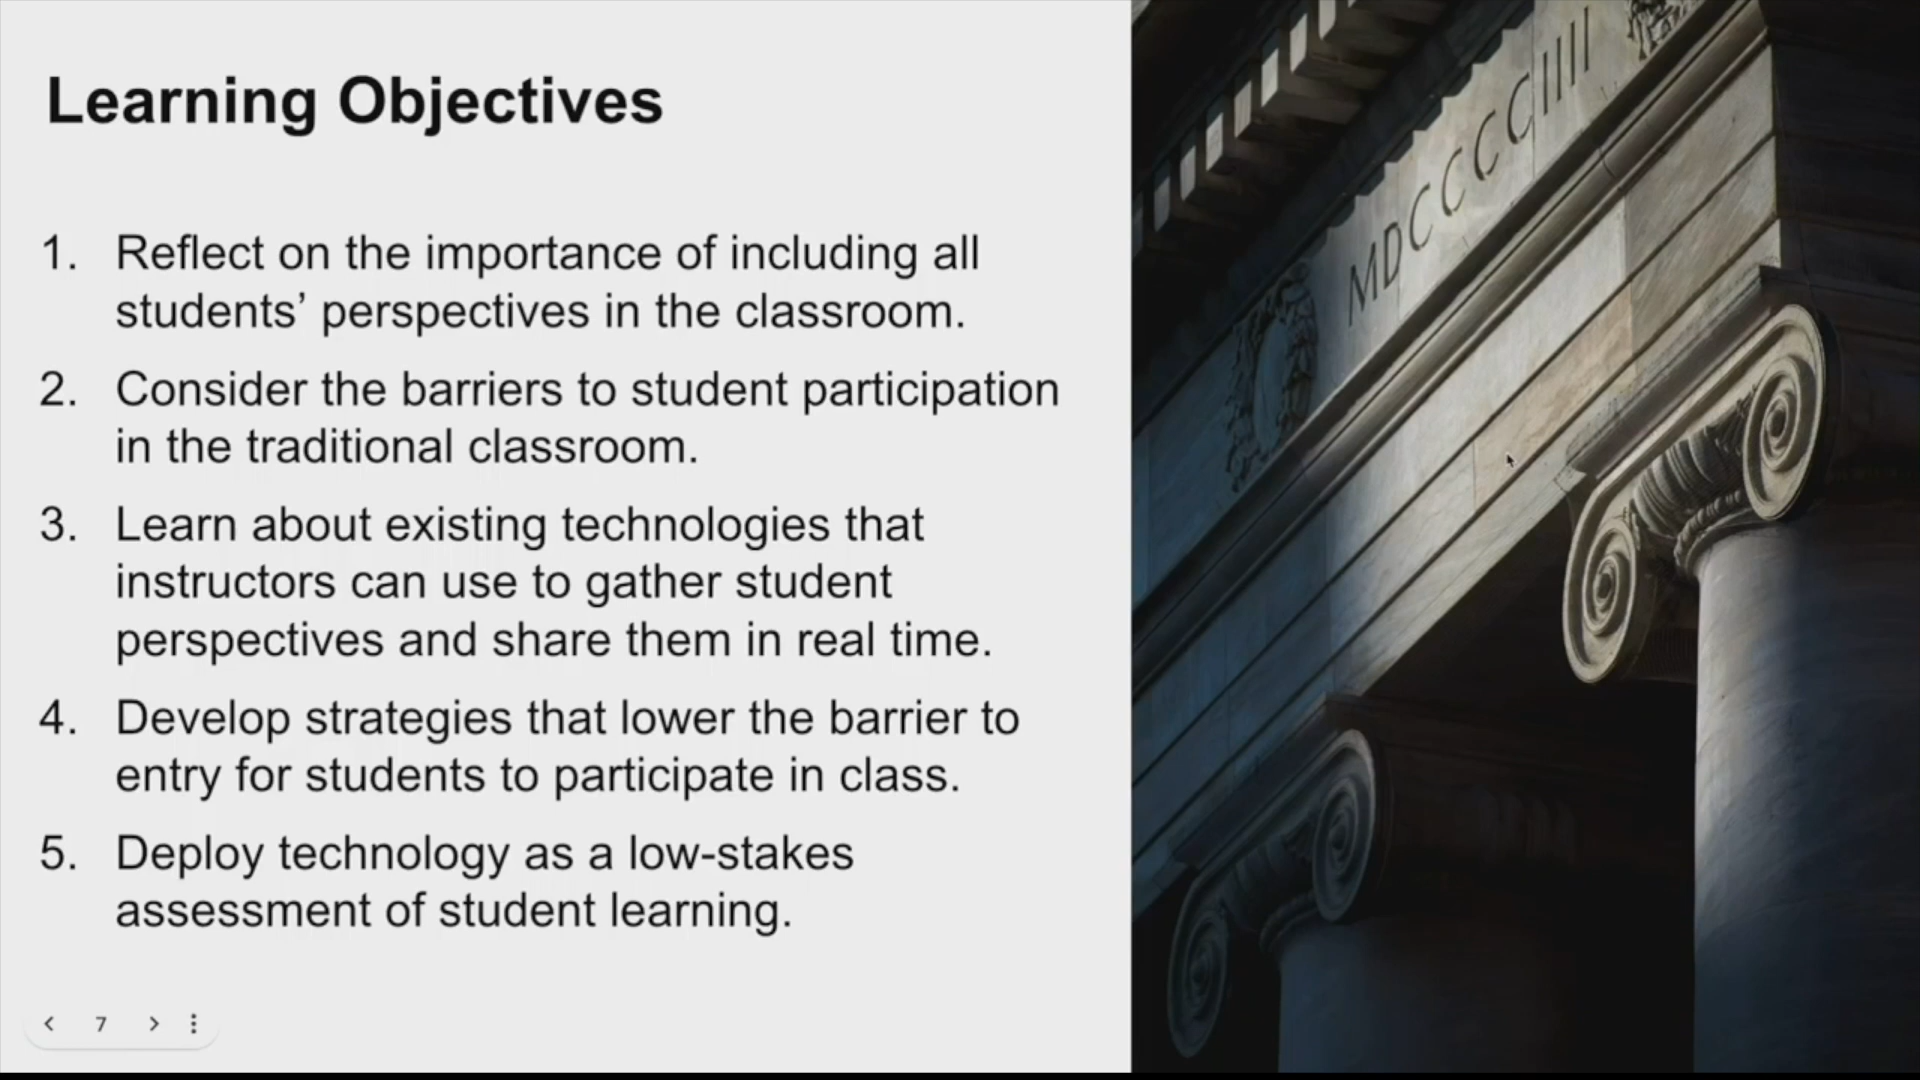 Learning Objectives
1. Reflect on the importance of including all
students’ perspectives in the classroom.
2. Consider the barriers to student participation
in the traditional classroom.
3. Learn about existing technologies that
instructors can use to gather student
perspectives and share them in real time.
4. Develop strategies that lower the barrier to
entry for students to participate in class.
5. Deploy technology as a low-stakes
assessment of student learning.
7
MDCCCCIIII